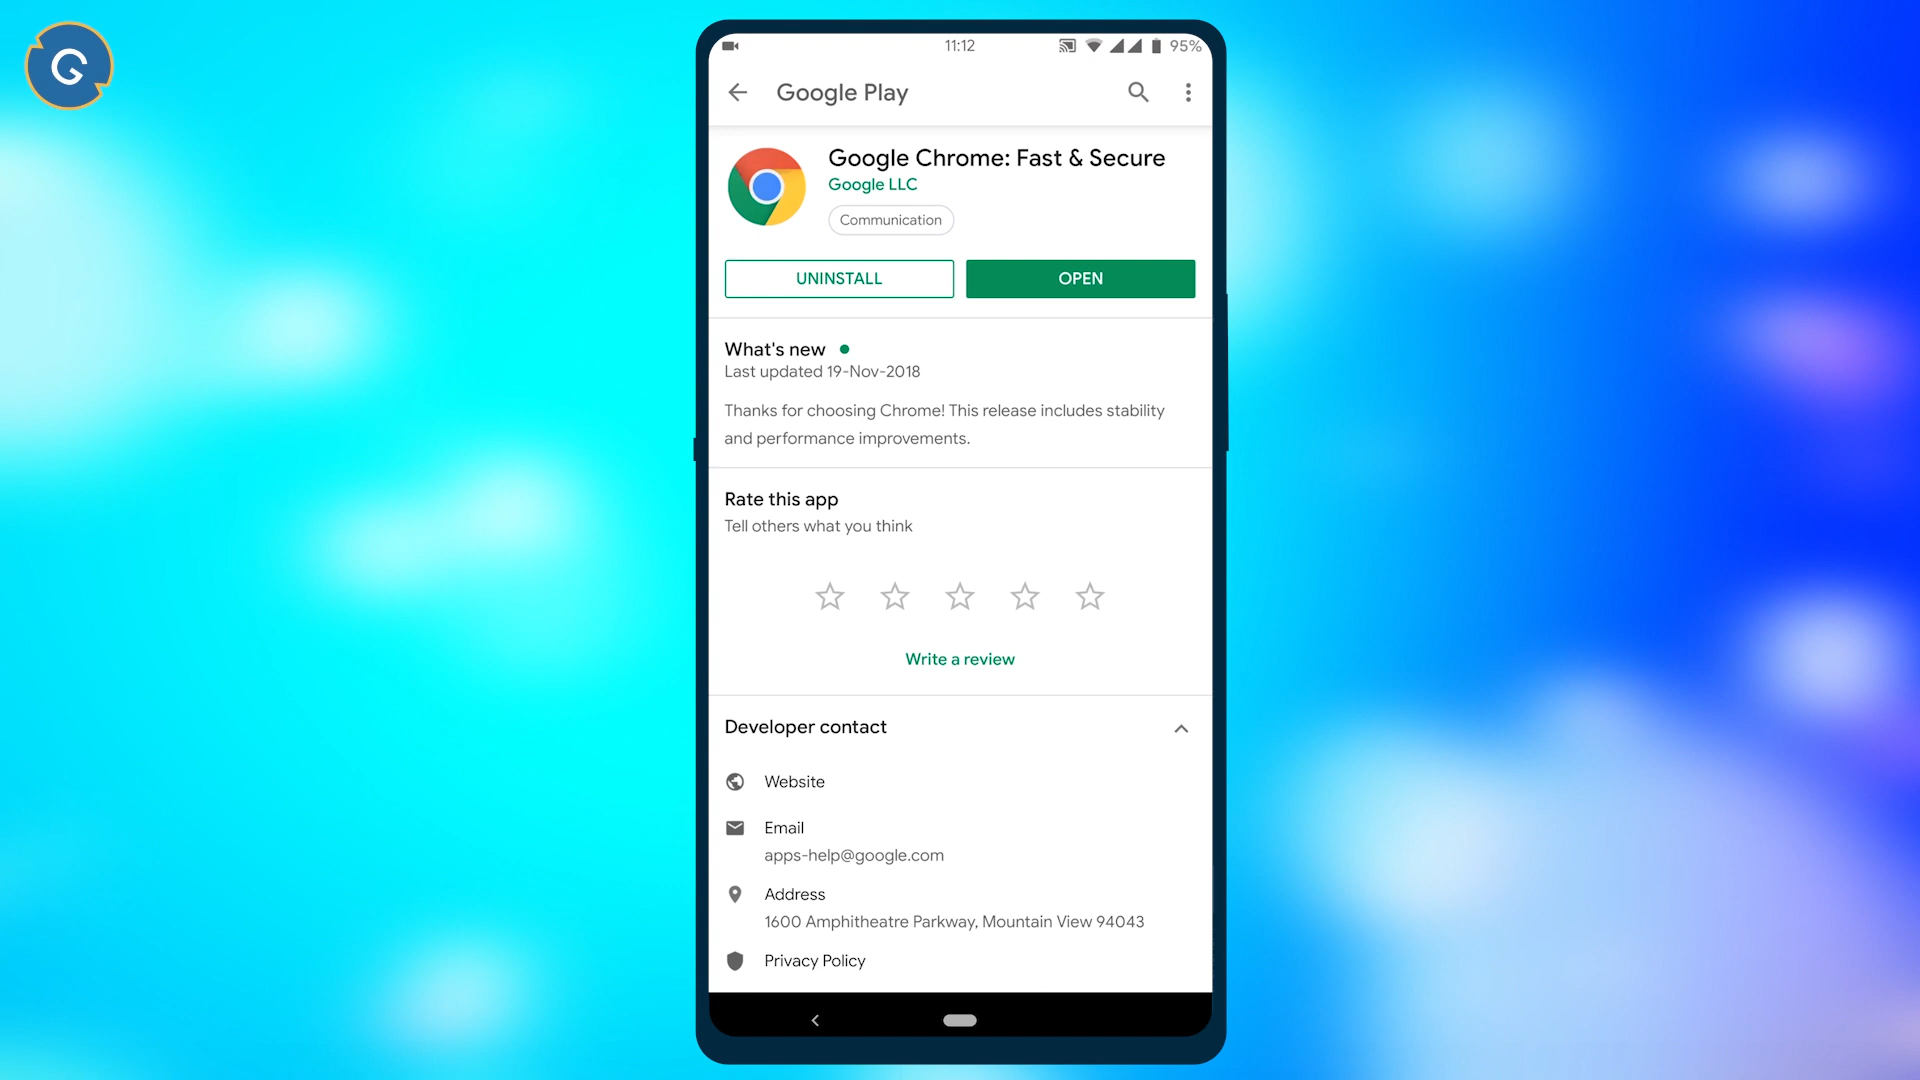 G
11:12
95%
Google Play
Google Chrome: Fast & Secure
Google LLC
Communication
UNINSTALL
OPEN
What's new
Last updated 19-Nov-2018
Thanks for choosing Chrome! This release includes stability
and performance improvements.
Rate this app
Tell others what you think
Write a review
Developer contact
Website
Email
apps-help@google.com
Address
1600 Amphitheatre Parkway, Mountain View 94043
Privacy Policy